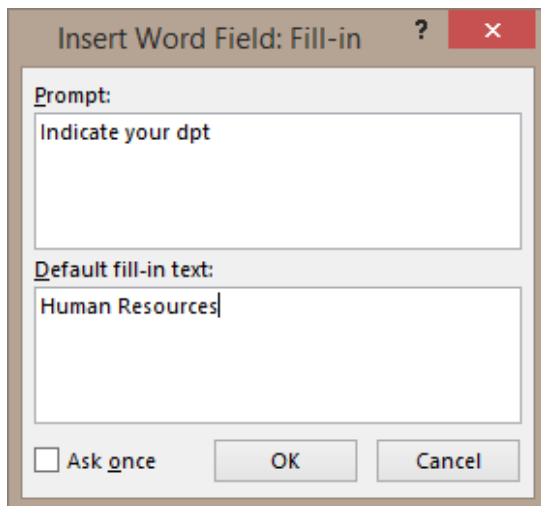 Insert Word Field: Fill-in ? ×
Prompt:
Indicate your dpt
Default fill-in text:
Human Resources
Ask once OK Cancel